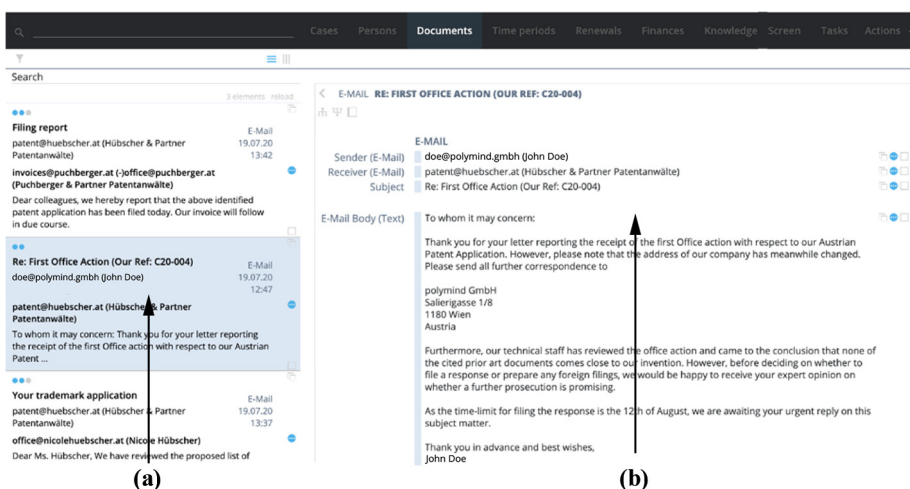 Cases Persons Documents Time periods Renewals Finances Knowledge Screen Tasks Actions
Search
3 elements reload
Filing report
E-Mail
patent@huebscher.at (Hübscher & Partner
19.07.20
Patentanwälte)
13:42
invoices@puchberger.at (-)office@puchberger.at
(Puchberger & Partner Patentanwälte)
Dear colleagues, we hereby report that the above identified
patent application has been filed today. Our invoice will follow
in due course.
Re: First Office Action (Our Ref: C20-004)
E-Mail
doe@polymind.gmbh (John Doe)
19.07.20
12:47
patent@huebscher.at (Hübscher & Partner
Patentanwälte)
To whom it may concern: Thank you for your letter reporting
the receipt of the first Office action with respect to our Austrian
Patent ...
Your trademark application
E-Mail
patent@huebscher.at (Hübscher & Partner
19.07.20
Patentanwälte)
13:37
office@nicolehuebscher.at (Nicole Hübscher)
Dear Ms. Hübscher, We have reviewed the proposed list of
E-MAIL RE: FIRST OFFICE ACTION (OUR REF: C20-004)
E-MAIL
Sender (E-Mail) doe@polymind.gmbh (John Doe)
Receiver (E-Mail) patent@huebscher.at (Hübscher & Partner Patentanwälte)
Subject Re: First Office Action (Our Ref: C20-004)
E-Mail Body (Text) To whom it may concern:
Thank you for your letter reporting the receipt of the first Office action with respect to our Austrian
Patent Application. However, please note that the address of our company has meanwhile changed.
Please send all further correspondence to
polymind GmbH
Salierigasse 1/8
1180 Wien
Austria
Furthermore, our technical staff has reviewed the office action and came to the conclusion that none of
the cited prior art documents comes close to our invention. However, before deciding on whether to
file a response or prepare any foreign filings, we would be happy to receive your expert opinion on
whether a further prosecution is promising.
As the time-limit for filing the response is the 12th of August, we are awaiting your urgent reply on this
subject matter.
Thank you in advance and best wishes,
John Doe
(a)
(b)